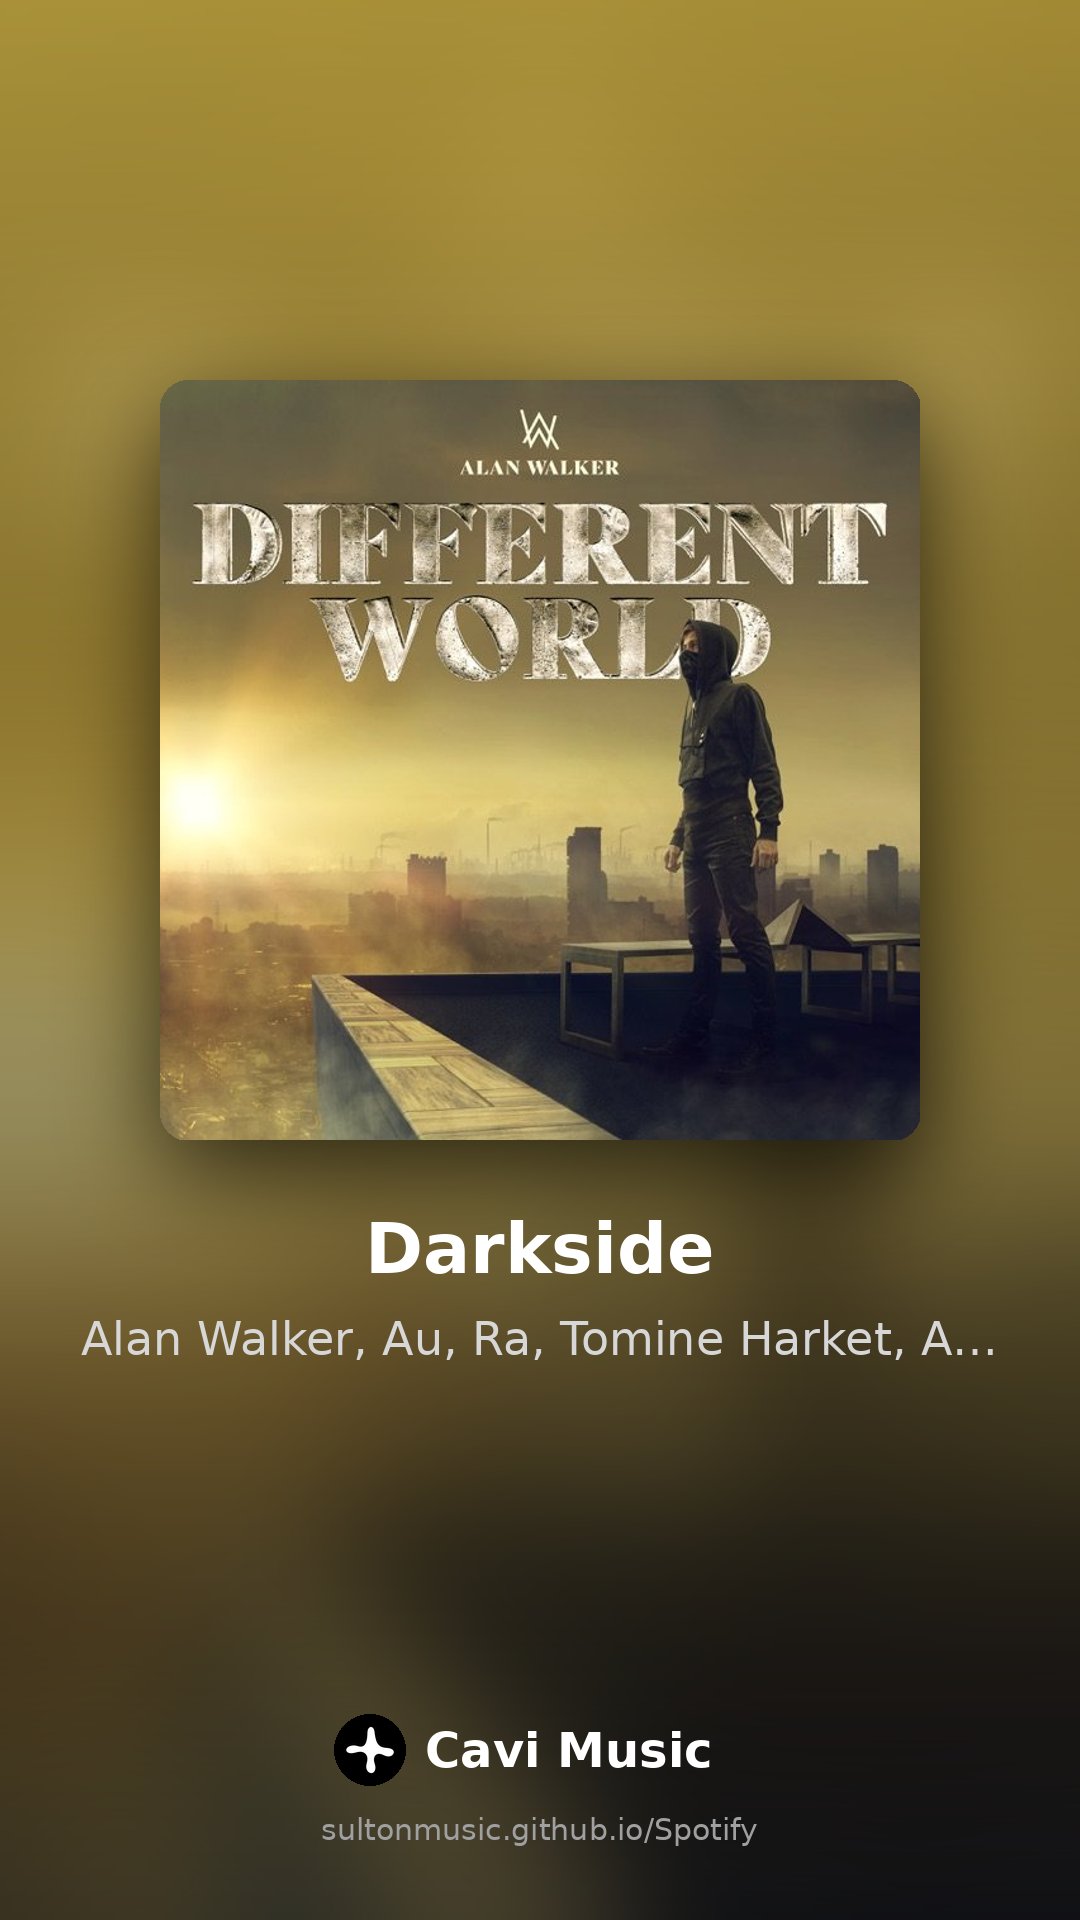 ALAN WALKER
DIFFERENT
WORLD
Darkside
Alan Walker, Au, Ra, Tomine Harket, A...
Cavi Music
sultonmusic.github.io/Spotify